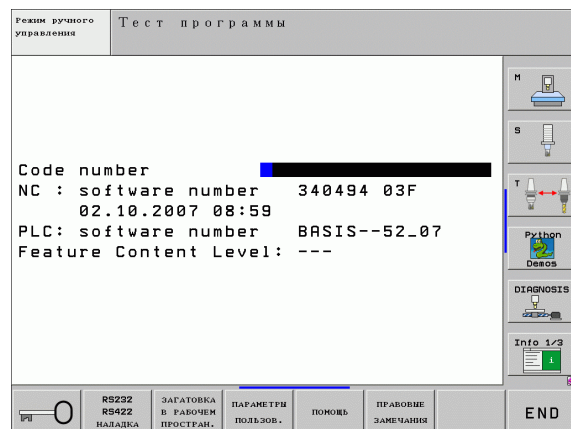 Режим ручного
управления
Тест программы
M
S
T
Code number
NC : software number 340494 03F
02.10.2007 08:59
PLC: software number BASIS--52_07
Feature Content Level: ---
Python
Demos
DIAGNOSIS
Info 1/3
i
RS232
RS422
НАЛАДКА
ЗАГАТОВКА
В РАБОЧЕМ
ПРОСТРАН.
ПАРАМЕТРЫ
ПОЛЬЗОВ.
ПОМОЩЬ
ПРАВОВЫЕ
ЗАМЕЧАНИЯ
END